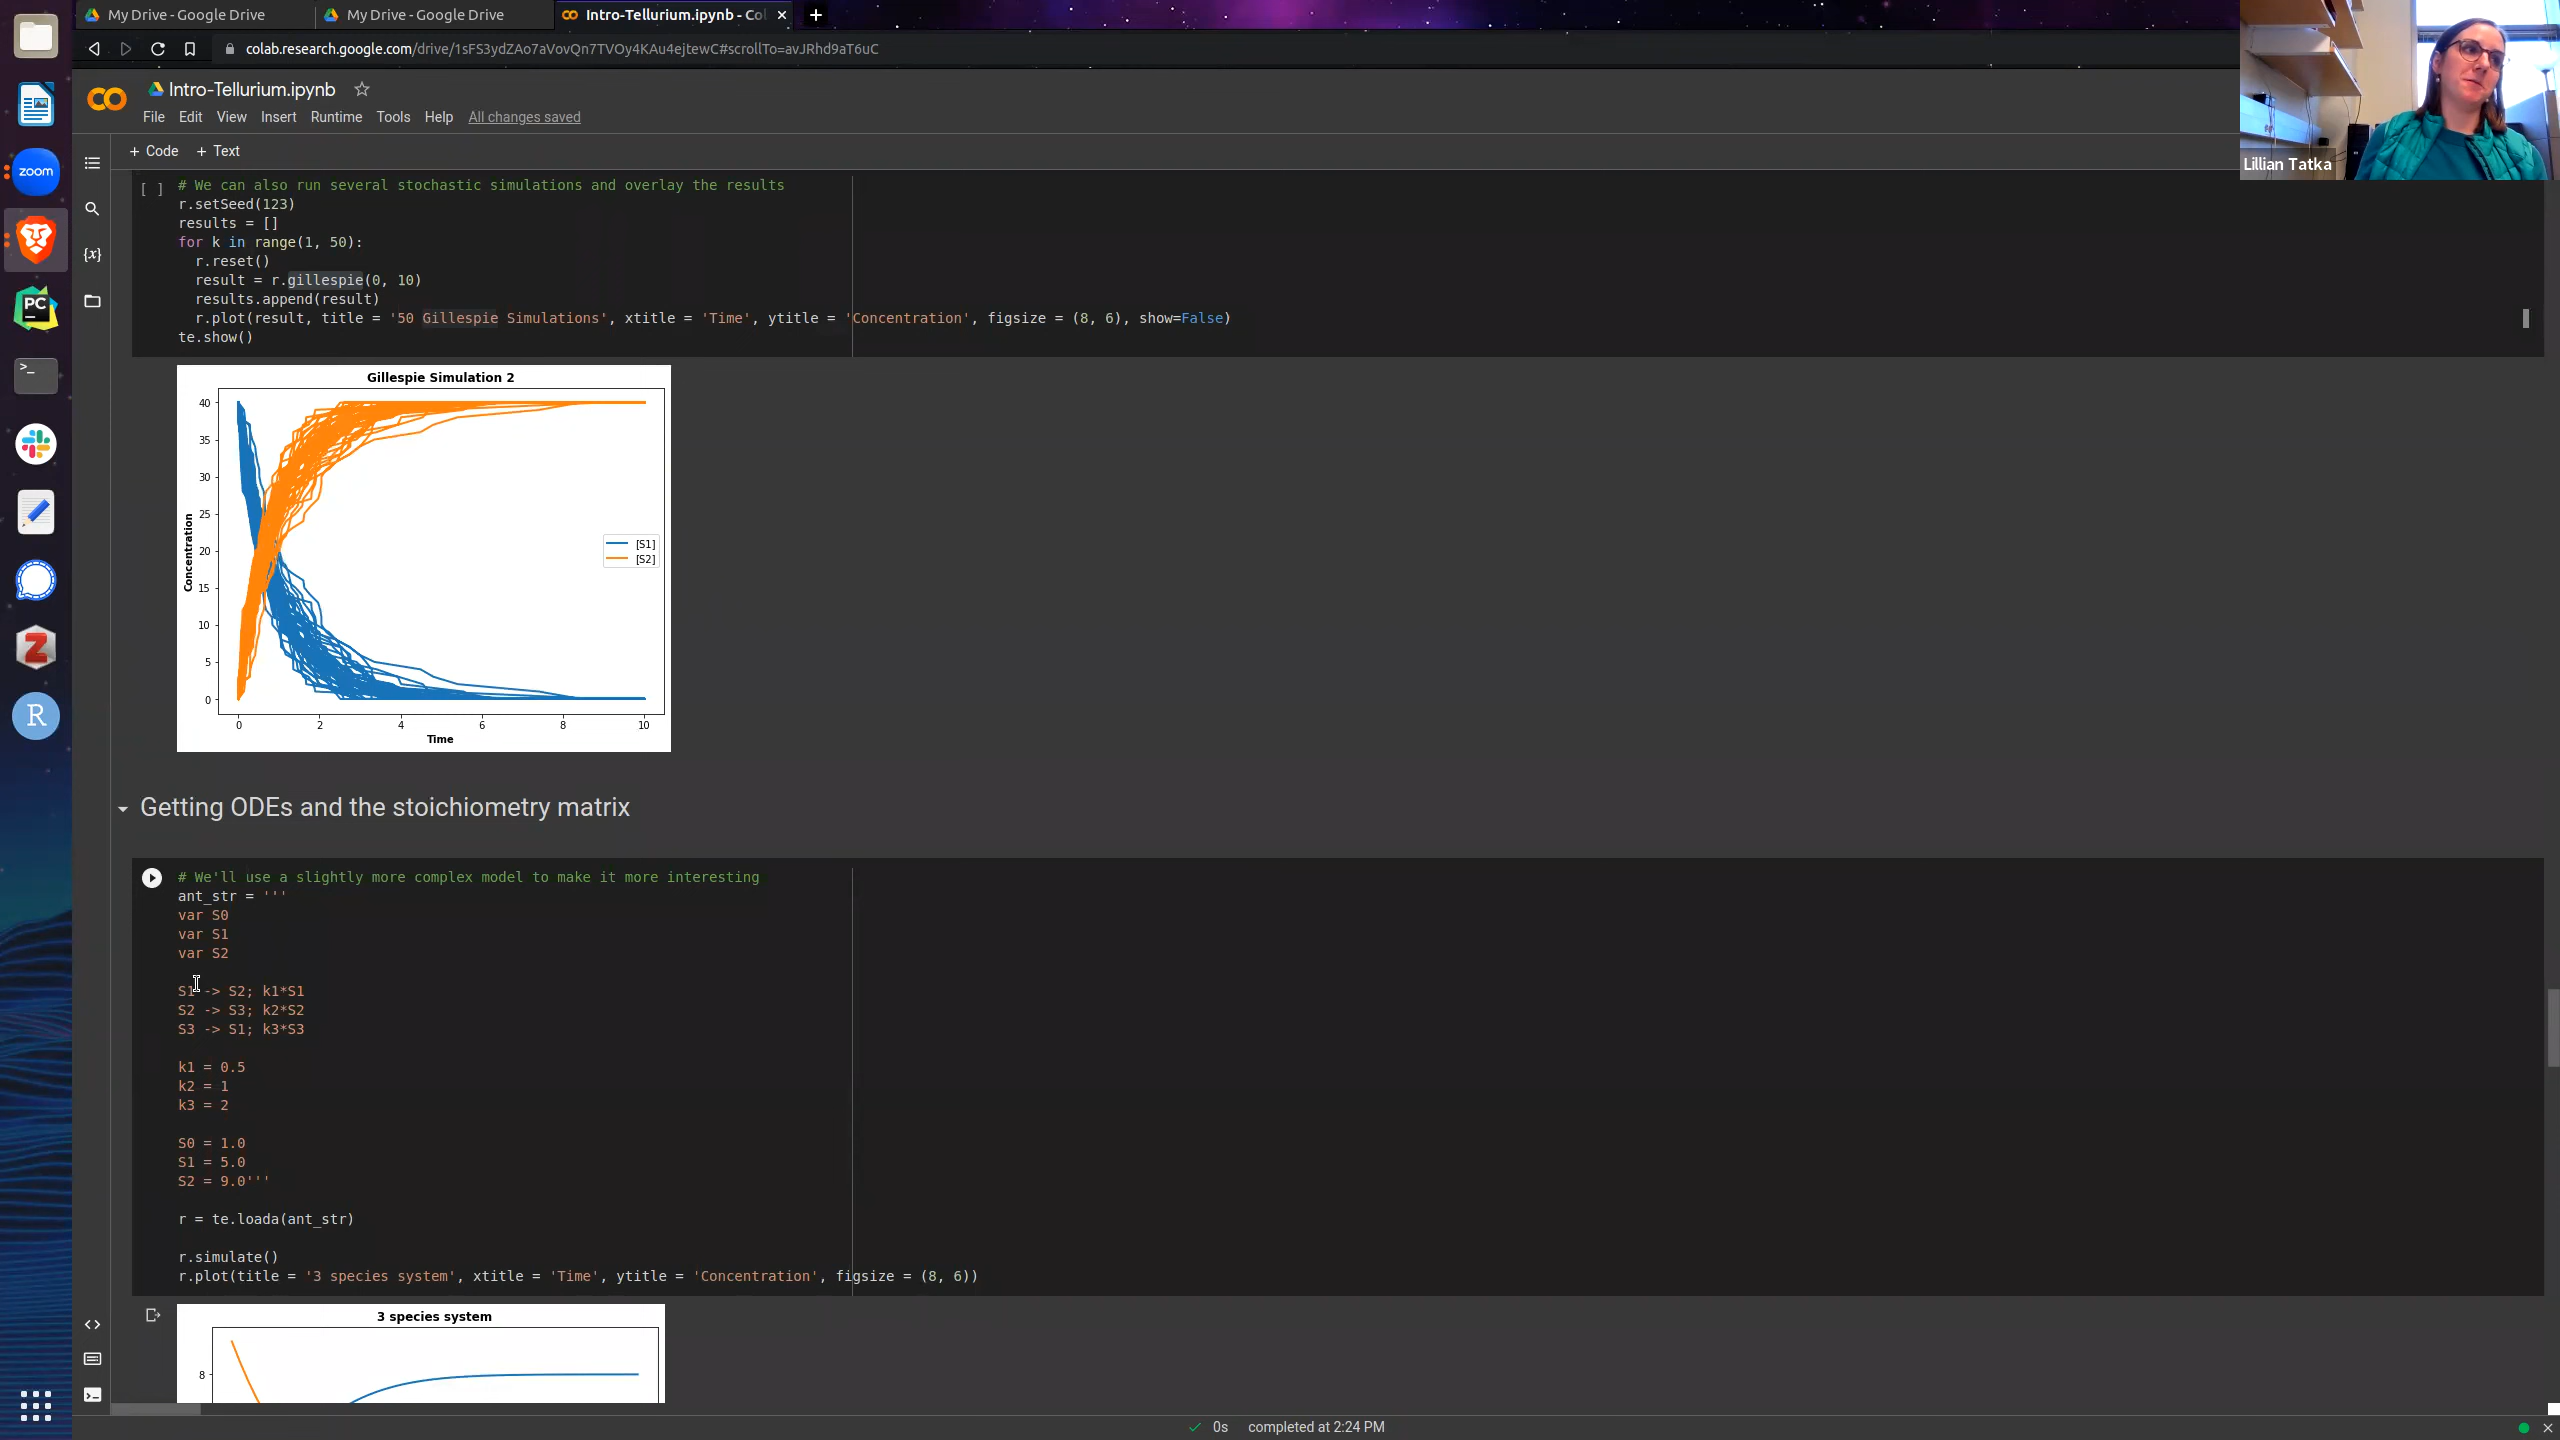 My Drive - Google Drive
My Drive - Google Drive
Intro-Tellurium.ipynb - Co
colab.research.google.com/drive/1sFS3ydZAo7aVovQn7TVOy4KAu4ejtewC#scrollTo=avJRhd9aT6uC
Intro-Tellurium.ipynb
File Edit View Insert Runtime Tools Help All changes saved
+ Code + Text
Lillian Tatka
zoom
{x}
PC
>_
Z
R
[ ] # We can also run several stochastic simulations and overlay the results
r.setSeed(123)
results = []
for k in range(1, 50):
r.reset()
result = r.gillespie(0, 10)
results.append(result)
r.plot(result, title = '50 Gillespie Simulations', xtitle = 'Time', ytitle = 'Concentration', figsize = (8, 6), show=False)
te.show()
Gillespie Simulation 2
40
35
30
25
20
15
10
5
0
Concentration
[S1]
[S2]
0 2 4 6 8 10
Time
Getting ODEs and the stoichiometry matrix
# We'll use a slightly more complex model to make it more interesting
ant_str = '''
var S0
var S1
var S2
S1 -> S2; k1*S1
S2 -> S3; k2*S2
S3 -> S1; k3*S3
k1 = 0.5
k2 = 1
k3 = 2
S0 = 1.0
S1 = 5.0
S2 = 9.0'''
r = te.loada(ant_str)
r.simulate()
r.plot(title = '3 species system', xtitle = 'Time', ytitle = 'Concentration', figsize = (8, 6))
3 species system
8
0s completed at 2:24 PM